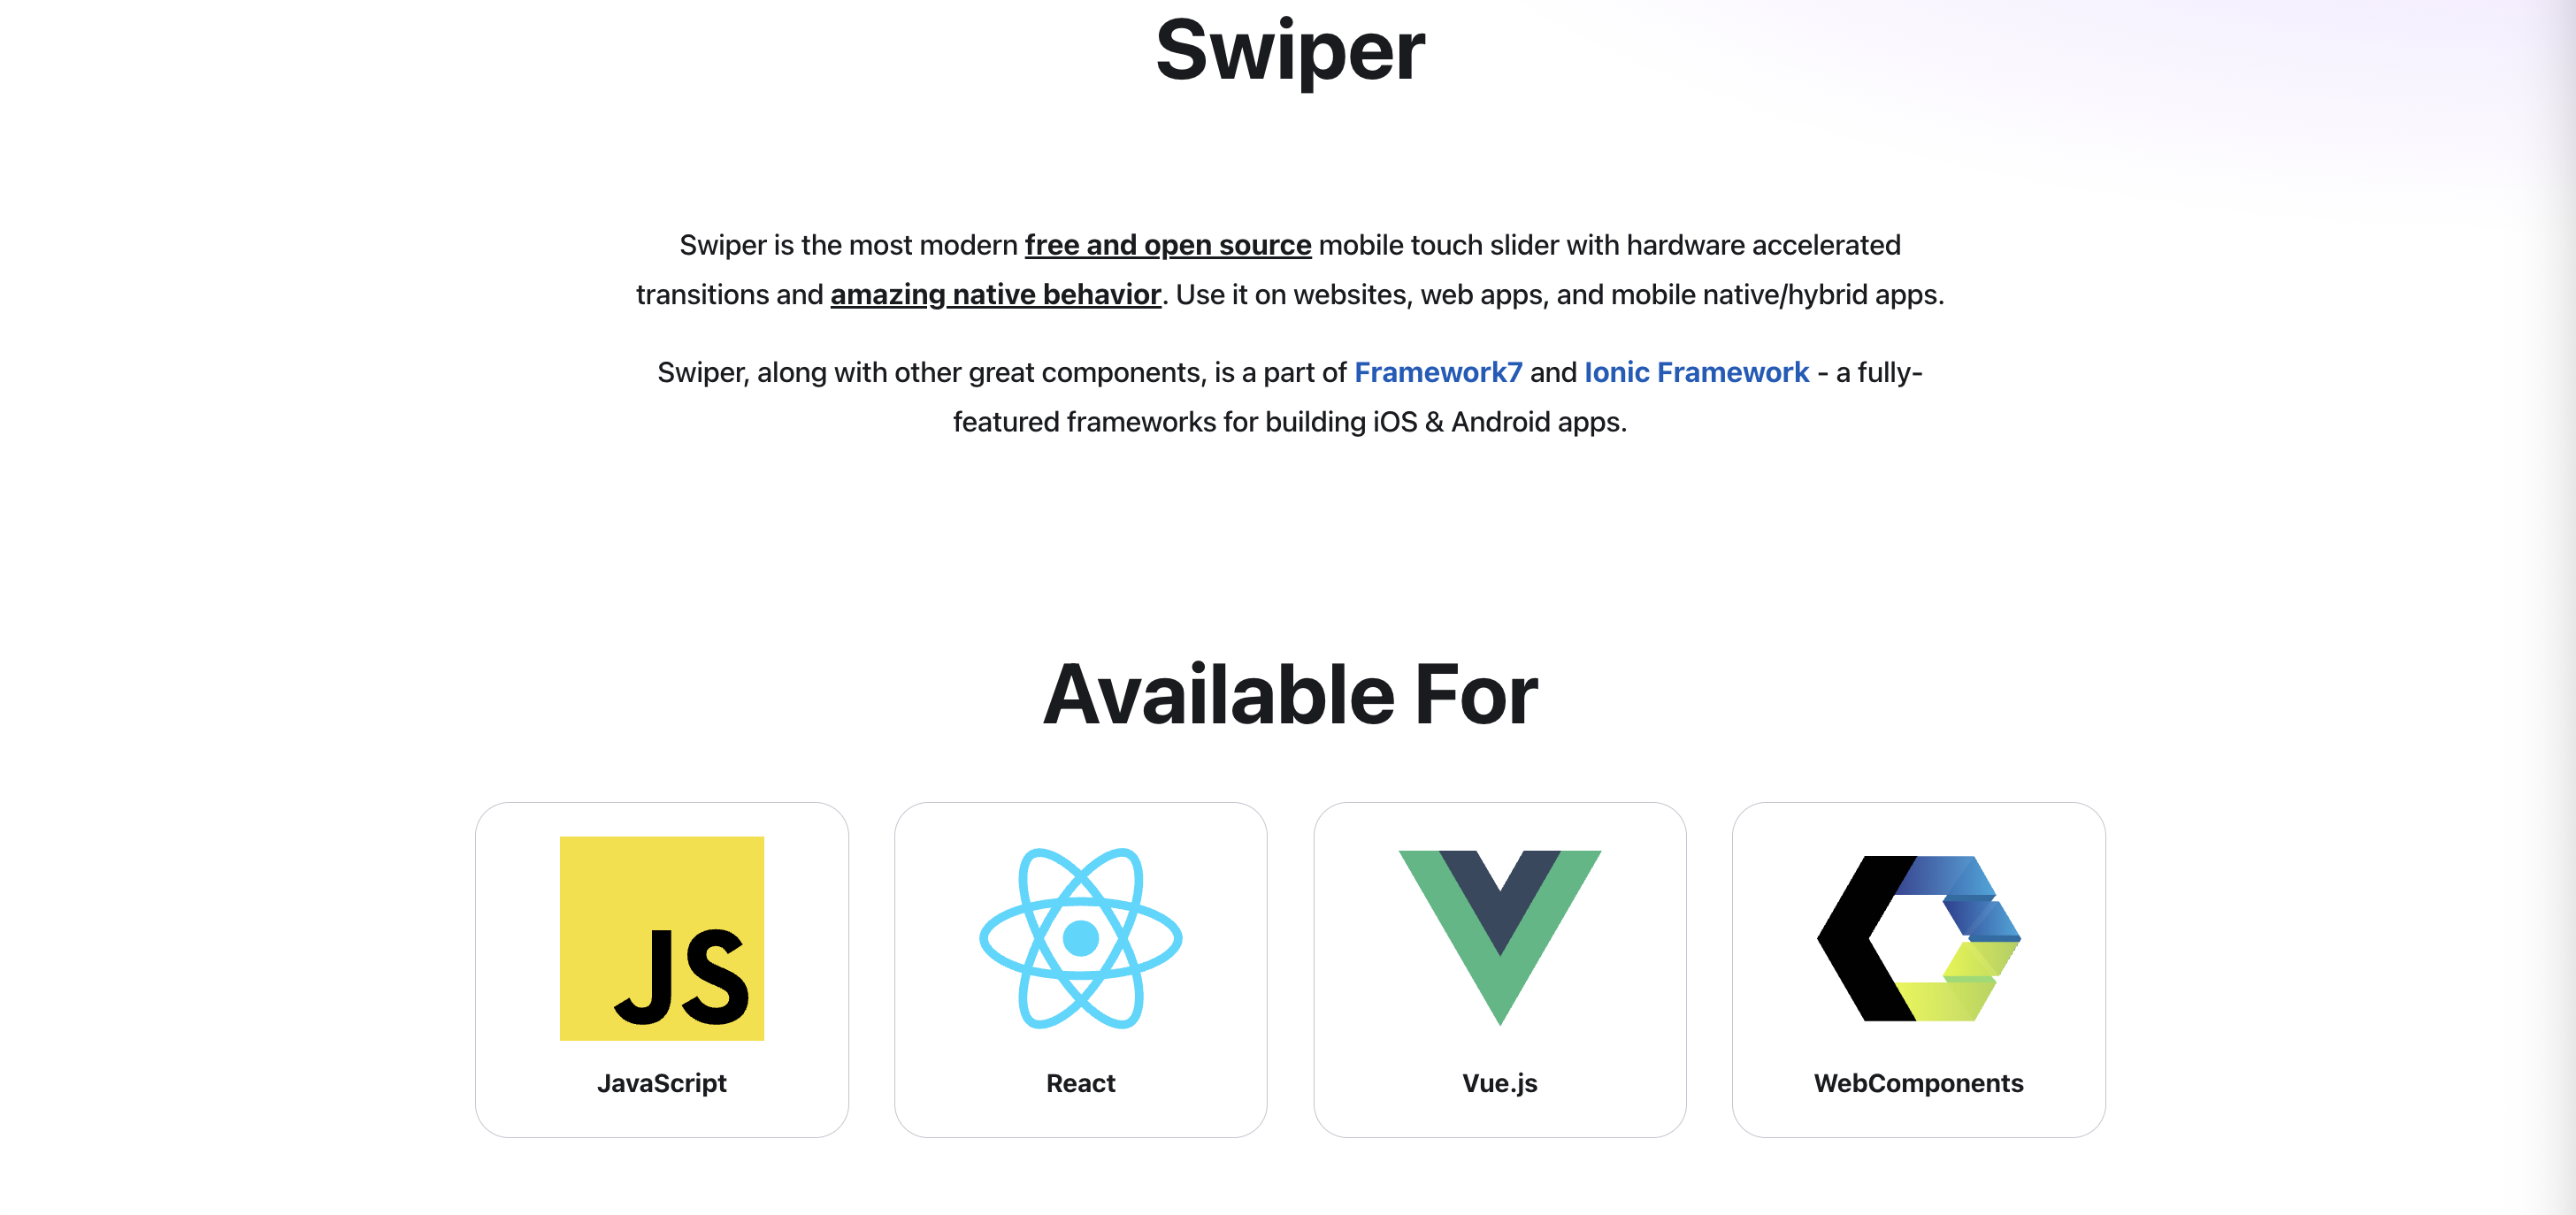 Swiper
Swiper is the most modern free and open source mobile touch slider with hardware accelerated
transitions and amazing native behavior. Use it on websites, web apps, and mobile native/hybrid apps.
Swiper, along with other great components, is a part of Framework7 and Ionic Framework - a fully-
featured frameworks for building iOS & Android apps.
Available For
JS
JavaScript
React
Vue.js
WebComponents